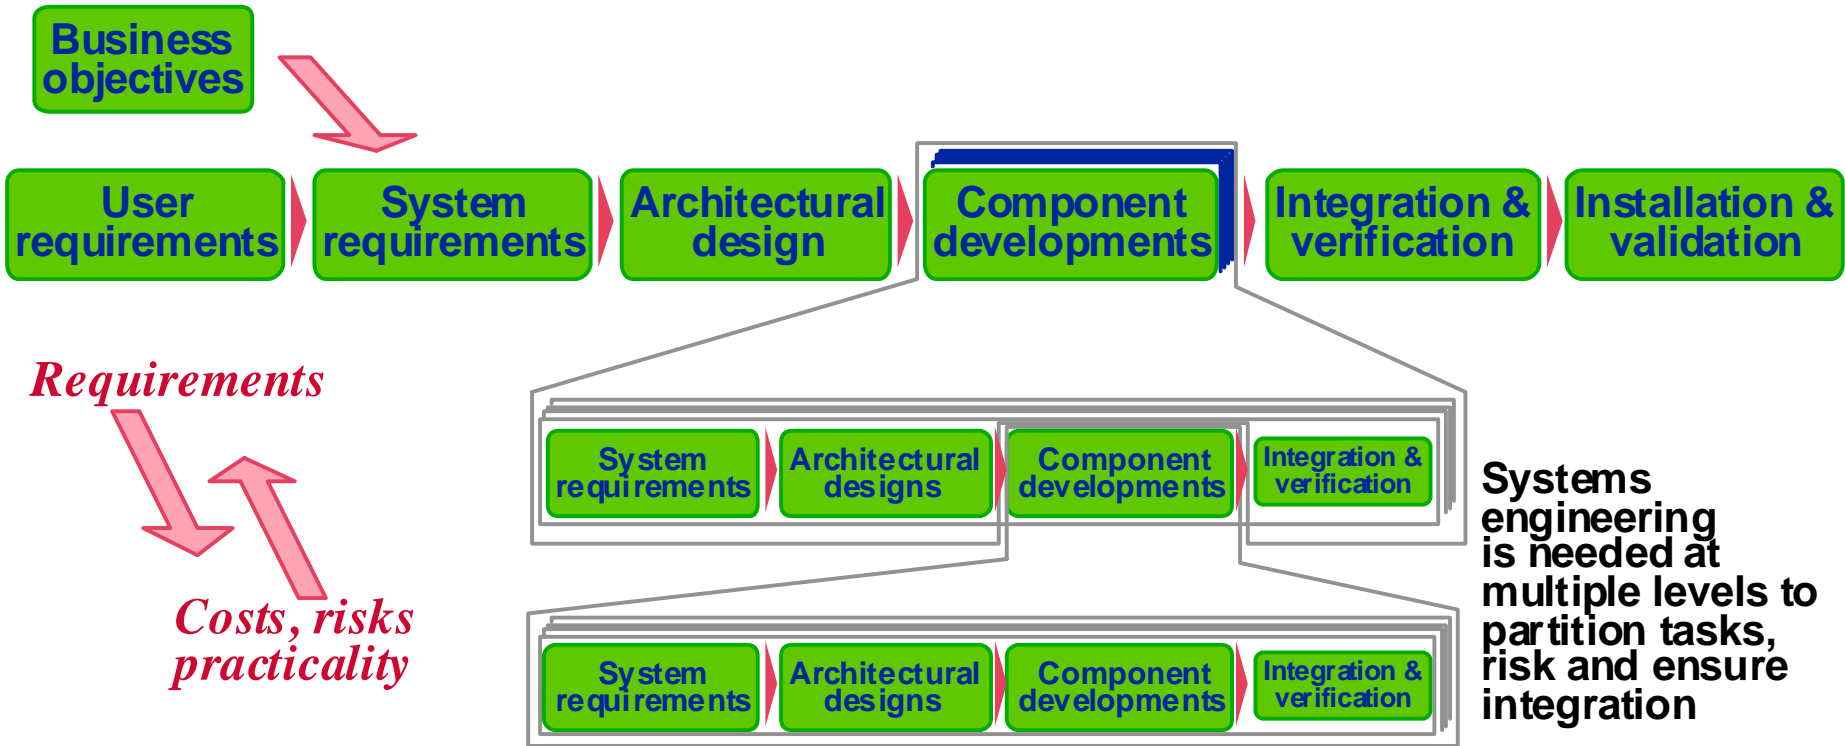 Business
objectives
User
requirements
System
requirements
Architectural
design
Component
developments
Integration &
verification
Installation &
validation
Requirements
Costs, risks
practicality
System
requirements
Architectural
designs
Component
developments
Integration &
verification
System
requirements
Architectural
designs
Component
developments
Integration &
verification
Systems
engineering
is needed at
multiple levels to
partition tasks,
risk and ensure
integration